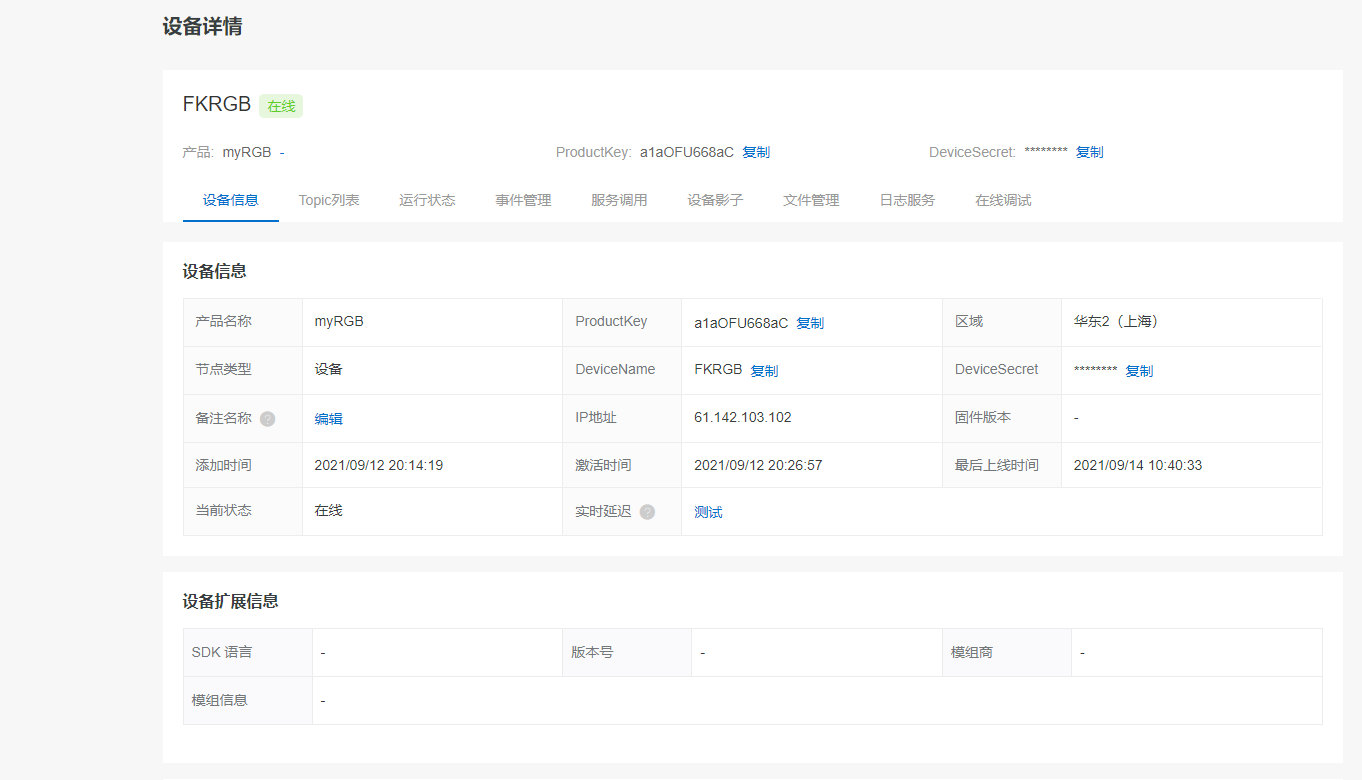 设备详情
FKRGB 在线
产品: myRGB - ProductKey: a1aOFU668aC 复制 DeviceSecret: ******** 复制
设备信息 Topic列表 运行状态 事件管理 服务调用 设备影子 文件管理 日志服务 在线调试
设备信息
产品名称 myRGB ProductKey a1aOFU668aC 复制 区域 华东2（上海）
节点类型 设备 DeviceName FKRGB 复制 DeviceSecret ******** 复制
备注名称 ? 编辑 IP地址 61.142.103.102 固件版本 -
添加时间 2021/09/12 20:14:19 激活时间 2021/09/12 20:26:57 最后上线时间 2021/09/14 10:40:33
当前状态 在线 实时延迟 ? 测试
设备扩展信息
SDK 语言 - 版本号 - 模组商 -
模组信息 -